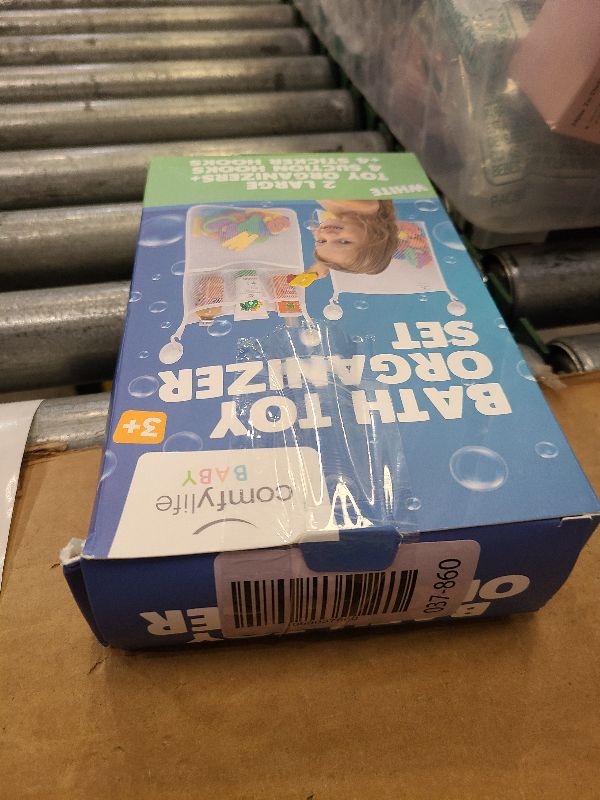 comfylife
BABY
3+
BATH TOY
ORGANIZER
SET
WHITE
2 LARGE
TOY ORGANIZERS+
4 SUCTION HOOKS
+4 STICKER HOOKS
037-860